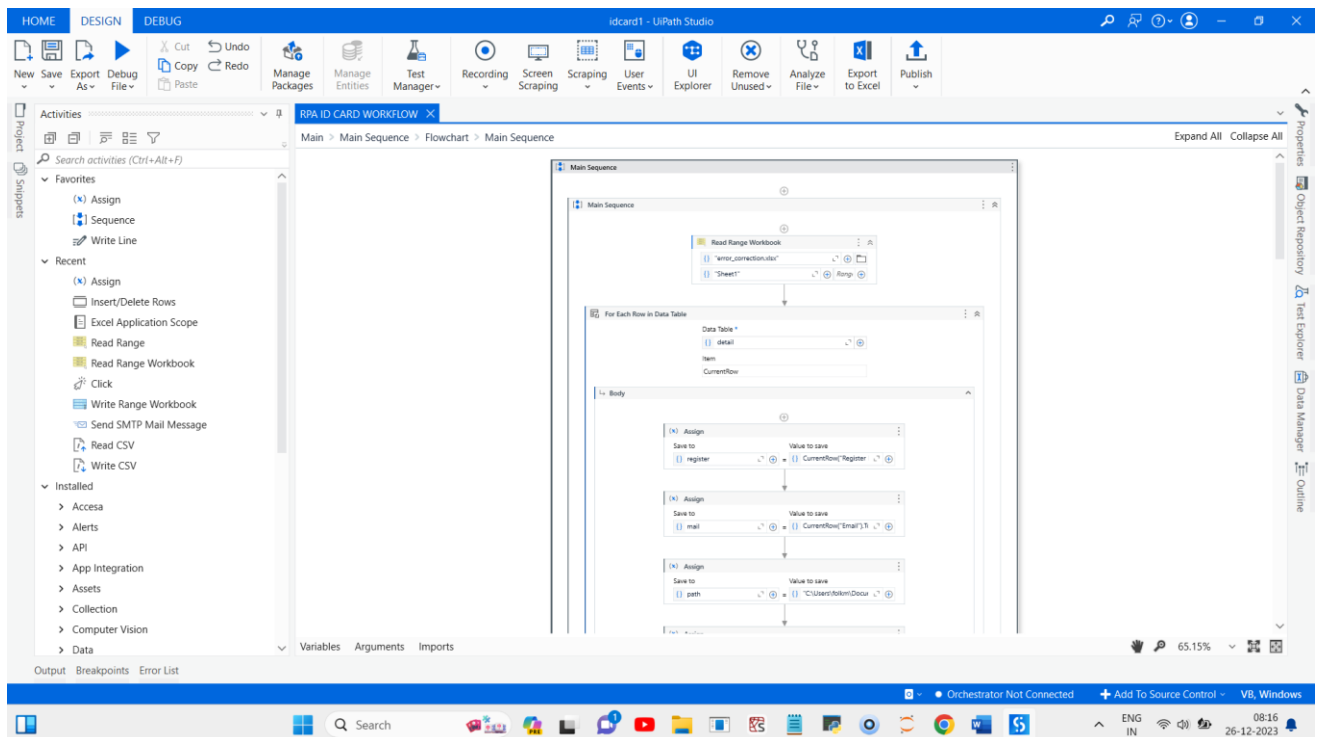 HOME DESIGN DEBUG idcard1 - UiPath Studio
New Save Export As Debug File Cut Copy Paste Undo Redo Manage Packages Manage Entities Test Manager Recording Screen Scraping Scraping User Events UI Explorer Remove Unused Analyze File Export to Excel Publish
Project
Snippets
Activities
Search activities (Ctrl+Alt+F)
Favorites
Assign
Sequence
Write Line
Recent
Assign
Insert/Delete Rows
Excel Application Scope
Read Range
Read Range Workbook
Click
Write Range Workbook
Send SMTP Mail Message
Read CSV
Write CSV
Installed
Accesa
Alerts
API
App Integration
Assets
Collection
Computer Vision
Data
RPA ID CARD WORKFLOW
Main > Main Sequence > Flowchart > Main Sequence Expand All Collapse All
Main Sequence
Main Sequence
Read Range Workbook
"error_correction.xlsx"
"Sheet1" Range
For Each Row in Data Table
Data Table *
detail
Item
CurrentRow
Body
Assign
Save to Value to save
register = CurrentRow("Register
Assign
Save to Value to save
mail = CurrentRow("Email").T
Assign
Save to Value to save
path = "C:\Users\folkm\Docur
Properties
Object Repository
Test Explorer
Data Manager
Outline
Variables Arguments Imports 65.15%
Output Breakpoints Error List
Orchestrator Not Connected Add To Source Control VB, Windows
Search
ENG
IN
08:16
26-12-2023